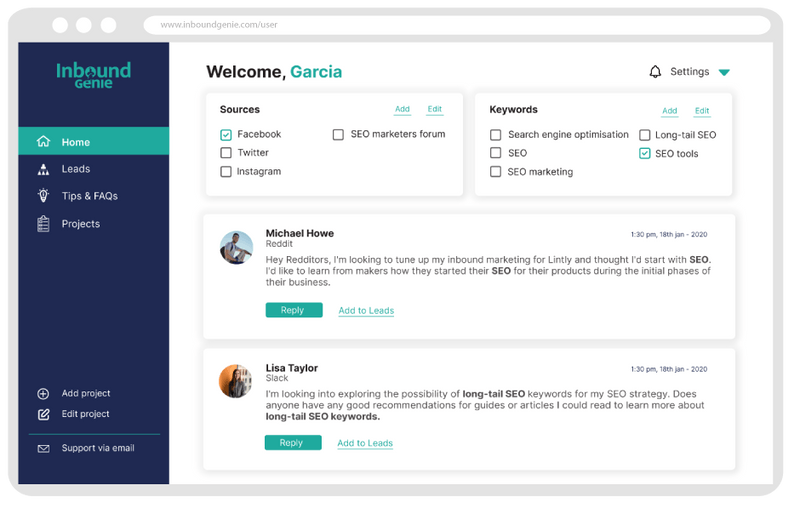 www.inboundgenie.com/user
Inbound
Genie
Home
Leads
Tips & FAQs
Projects
Add project
Edit project
Support via email
Welcome, Garcia
Settings
Sources
Add
Edit
Facebook
SEO marketers forum
Twitter
Instagram
Keywords
Add
Edit
Search engine optimisation
Long-tail SEO
SEO
SEO tools
SEO marketing
Michael Howe
1:30 pm, 18th jan - 2020
Reddit
Hey Redditors, I'm looking to tune up my inbound marketing for Lintly and thought I'd start with SEO.
I'd like to learn from makers how they started their SEO for their products during the initial phases of
their business.
Reply
Add to Leads
Lisa Taylor
1:30 pm, 18th jan - 2020
Slack
I'm looking into exploring the possibility of long-tail SEO keywords for my SEO strategy. Does
anyone have any good recommendations for guides or articles I could read to learn more about
long-tail SEO keywords.
Reply
Add to Leads